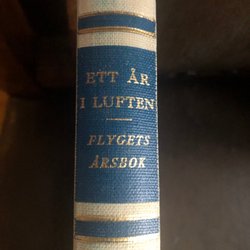 ETT ÅR
I LUFTEN
FLYGETS
ÅRSBOK